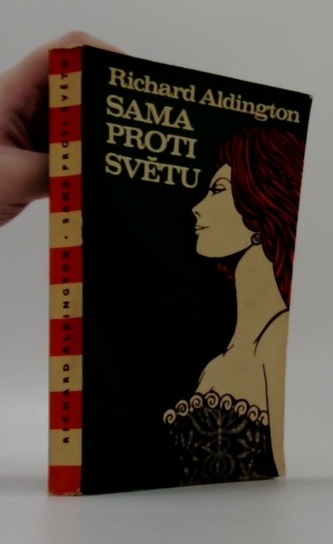 Richard Aldington
SAMA
PROTI
SVĚTU
RICHARD ALDINGTON · SAMA PROTI SVĚTU